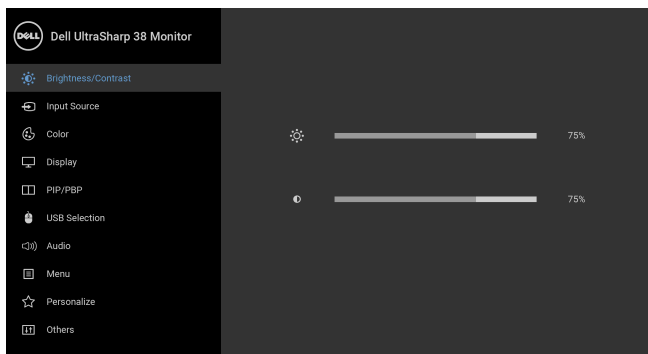 DELL Dell UltraSharp 38 Monitor
Brightness/Contrast
Input Source
Color
75%
Display
PIP/PBP
75%
USB Selection
Audio
Menu
Personalize
Others